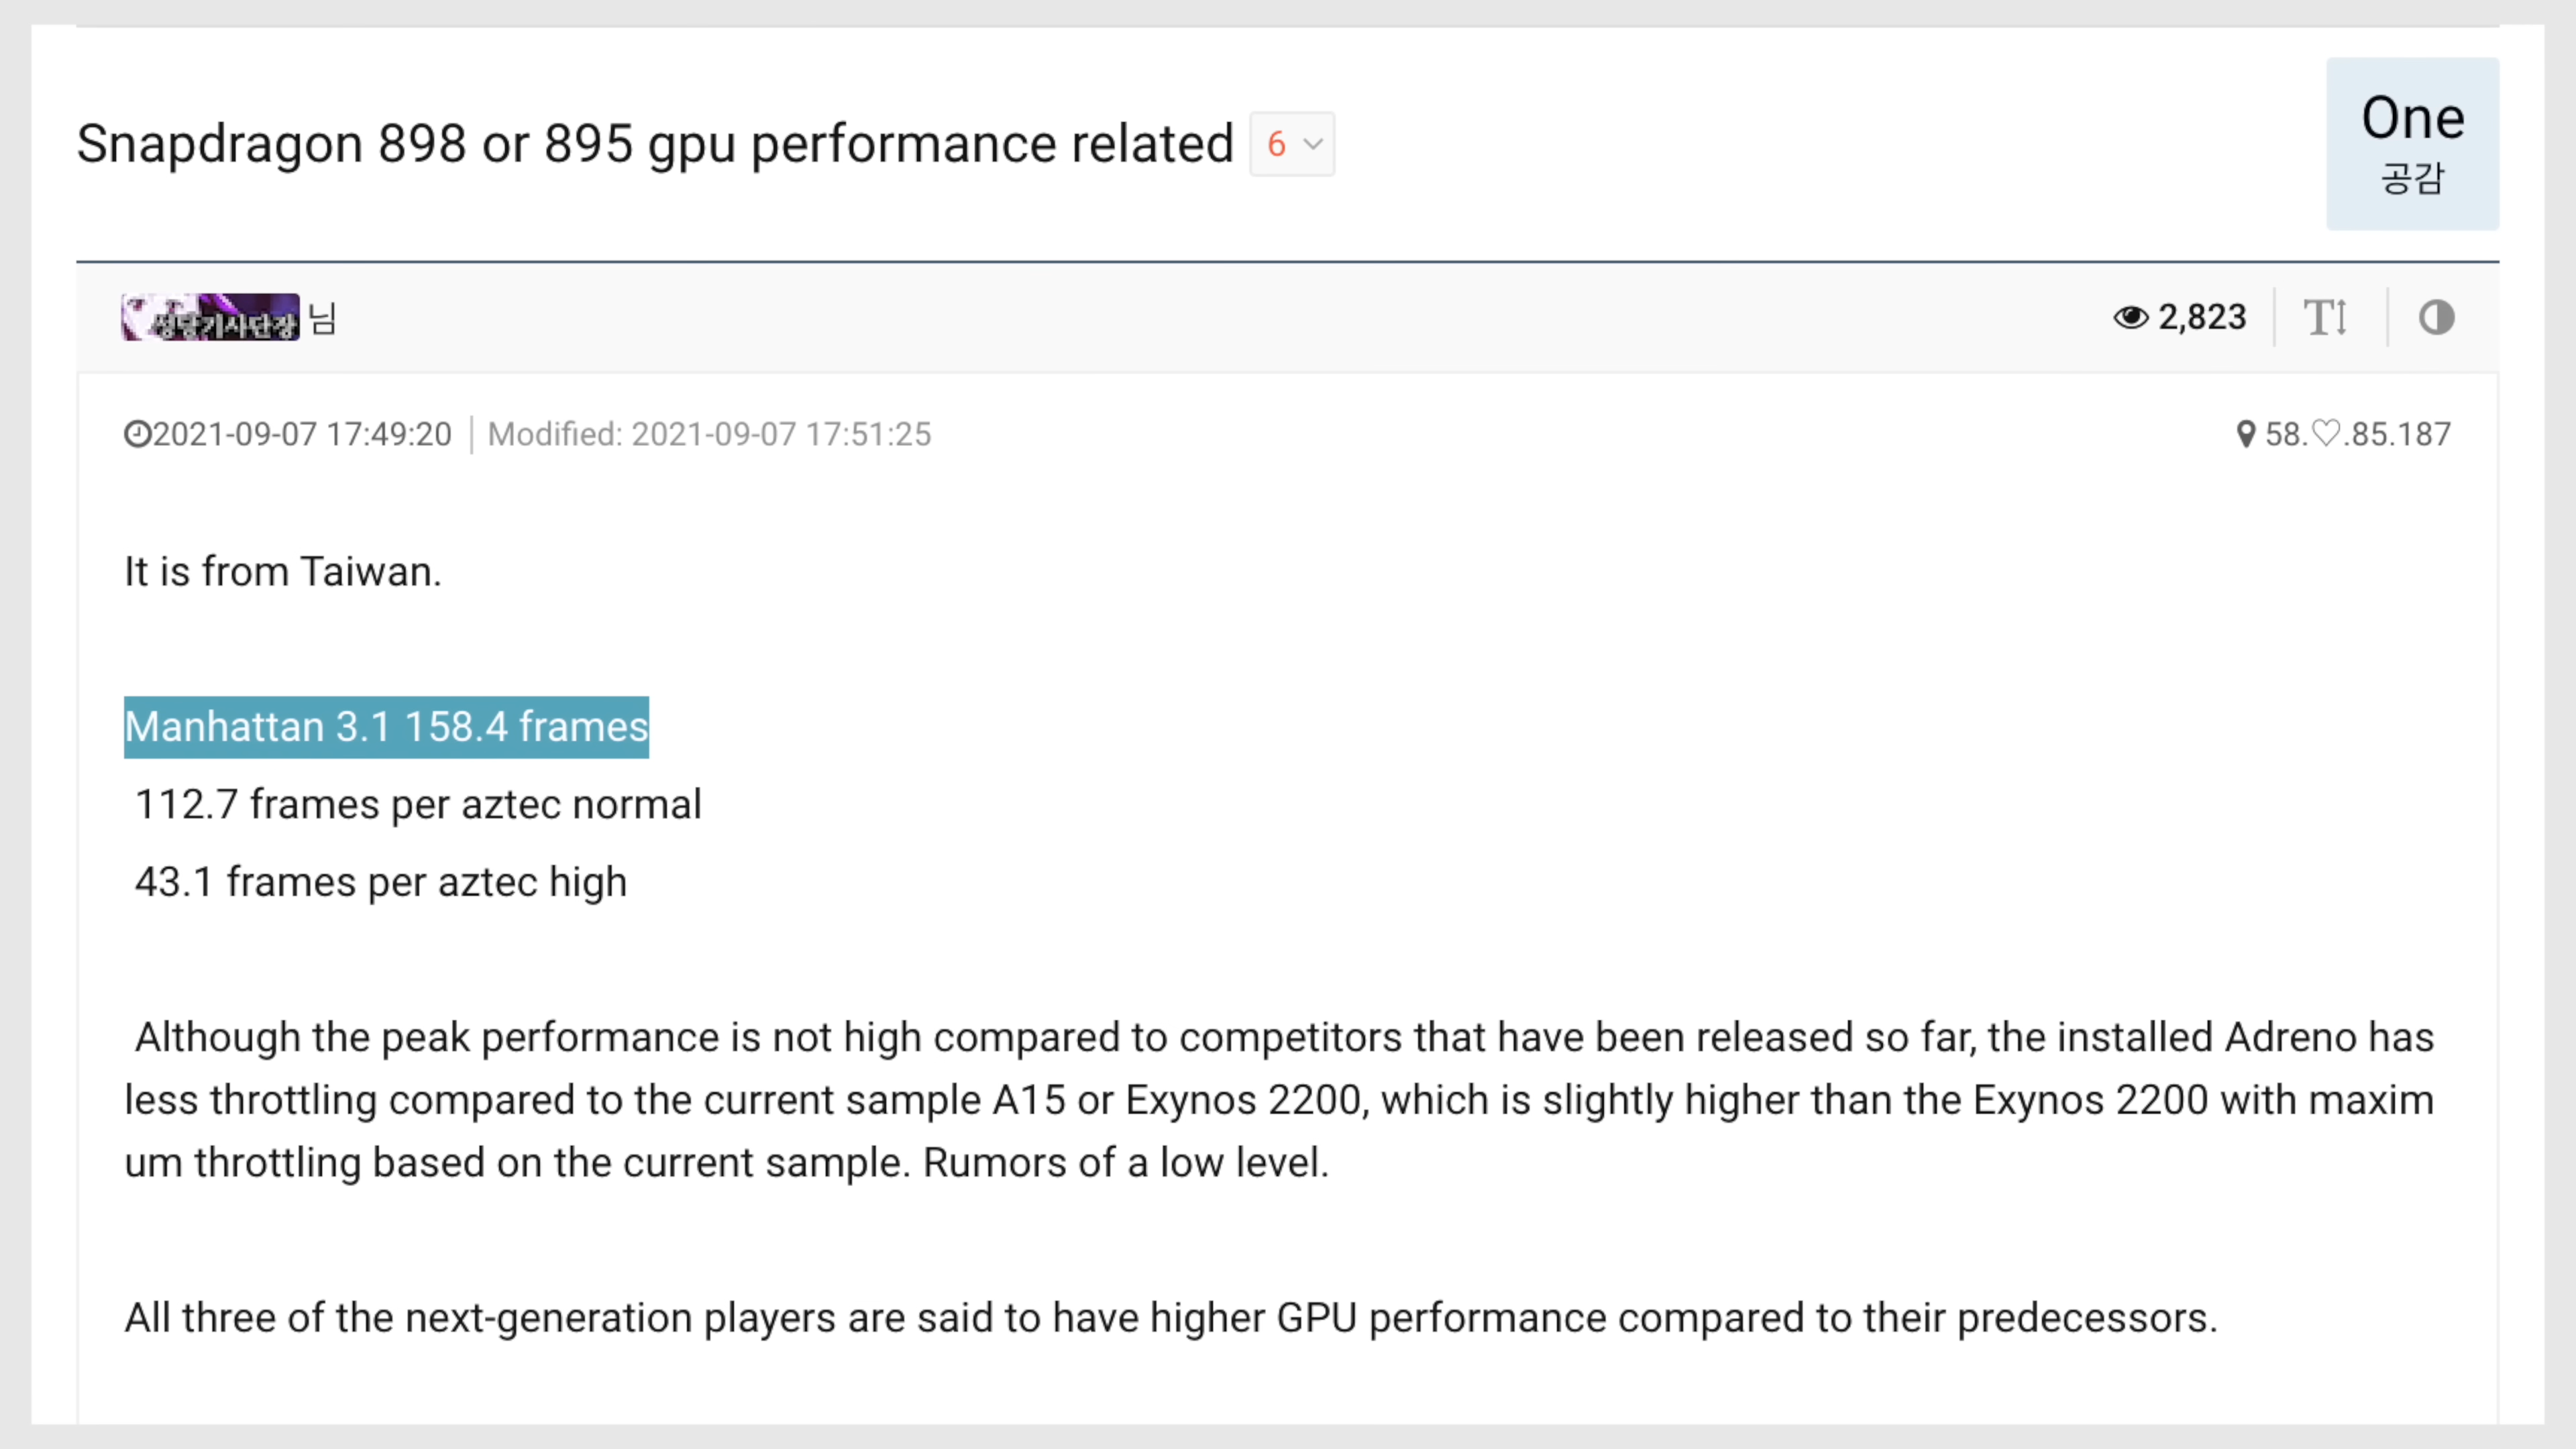 Snapdragon 898 or 895 gpu performance related 6
One
공감
성당기사단장 님
2,823
2021-09-07 17:49:20 Modified: 2021-09-07 17:51:25
58.♡.85.187
It is from Taiwan.
Manhattan 3.1 158.4 frames
112.7 frames per aztec normal
43.1 frames per aztec high
Although the peak performance is not high compared to competitors that have been released so far, the installed Adreno has
less throttling compared to the current sample A15 or Exynos 2200, which is slightly higher than the Exynos 2200 with maxim
um throttling based on the current sample. Rumors of a low level.
All three of the next-generation players are said to have higher GPU performance compared to their predecessors.